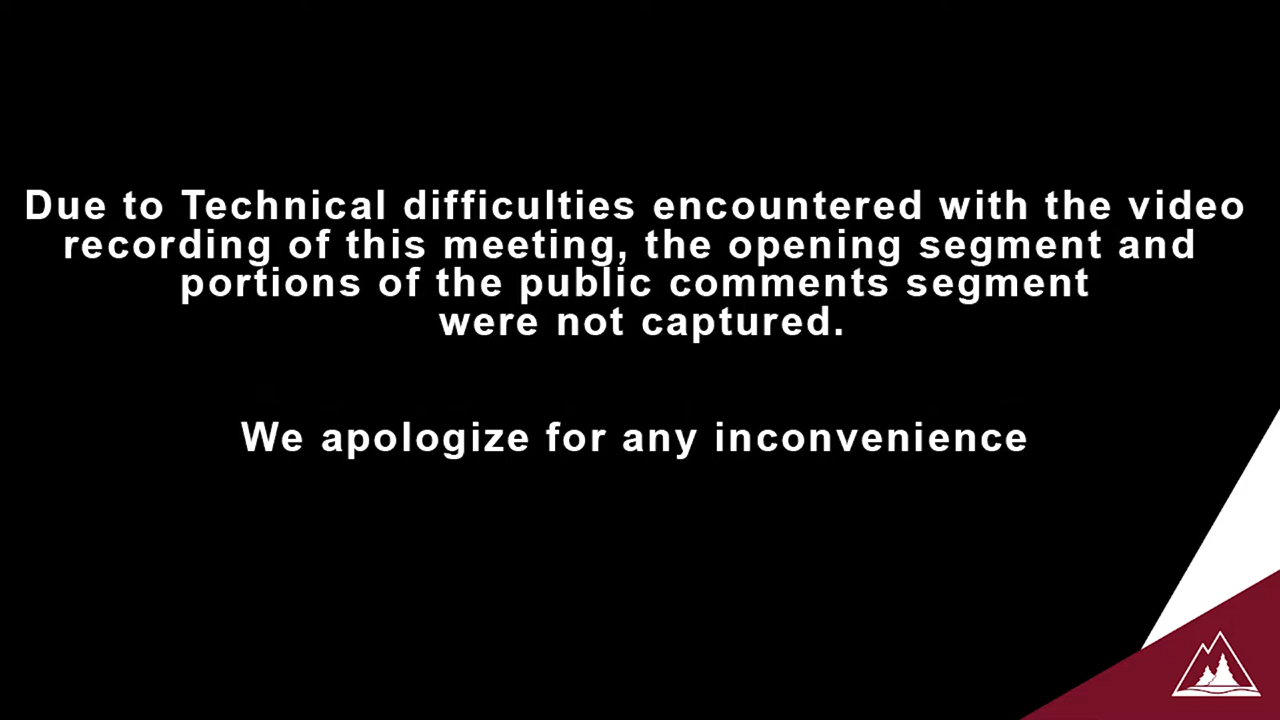 Due to Technical difficulties encountered with the video
recording of this meeting, the opening segment and
portions of the public comments segment
were not captured.
We apologize for any inconvenience